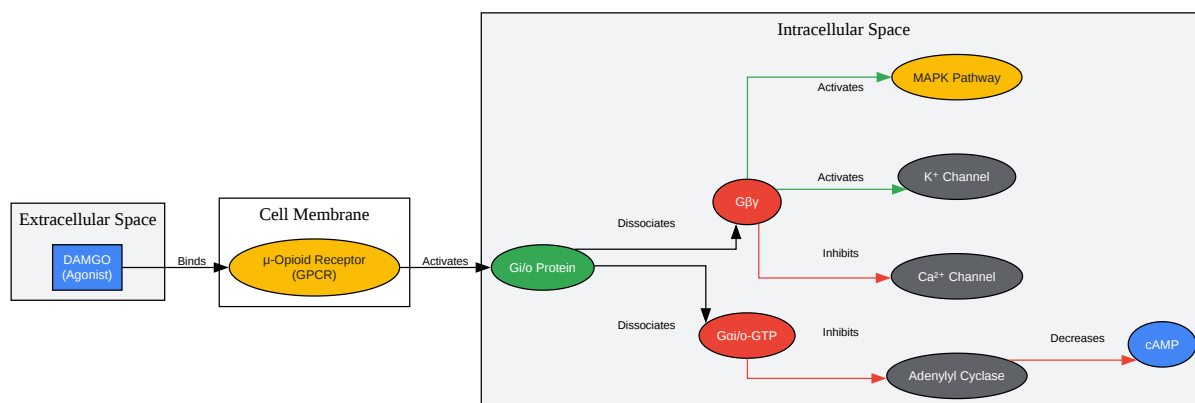 Intracellular Space
MAPK Pathway
Activates
K⁺ Channel
Activates
Gβγ
Extracellular Space
Cell Membrane
Dissociates
DAMGO
(Agonist)
Binds
μ-Opioid Receptor
(GPCR)
Activates
Gi/o Protein
Inhibits
Ca²⁺ Channel
Dissociates
Gαi/o-GTP
Inhibits
Adenylyl Cyclase
Decreases
cAMP